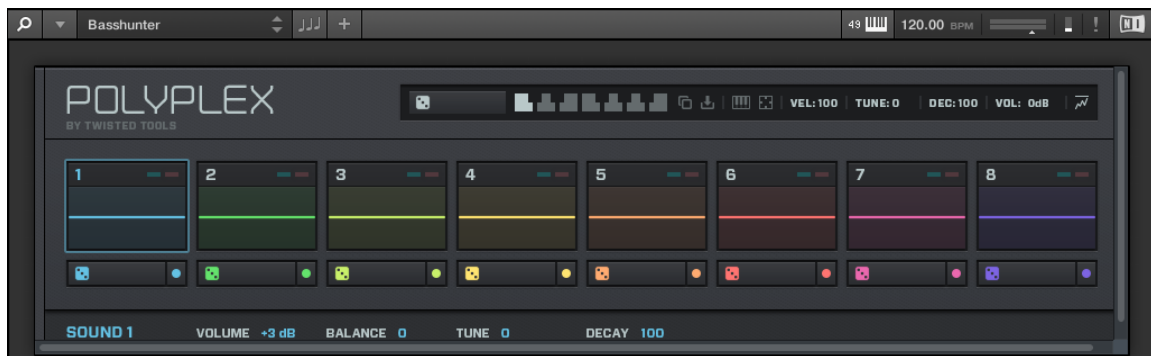 Basshunter 49 120.00 BPM NI
POLYPLEX
BY TWISTED TOOLS
VEL:100 TUNE:0 DEC:100 VOL: 0dB
1 2 3 4 5 6 7 8
SOUND 1 VOLUME +3 dB BALANCE 0 TUNE 0 DECAY 100